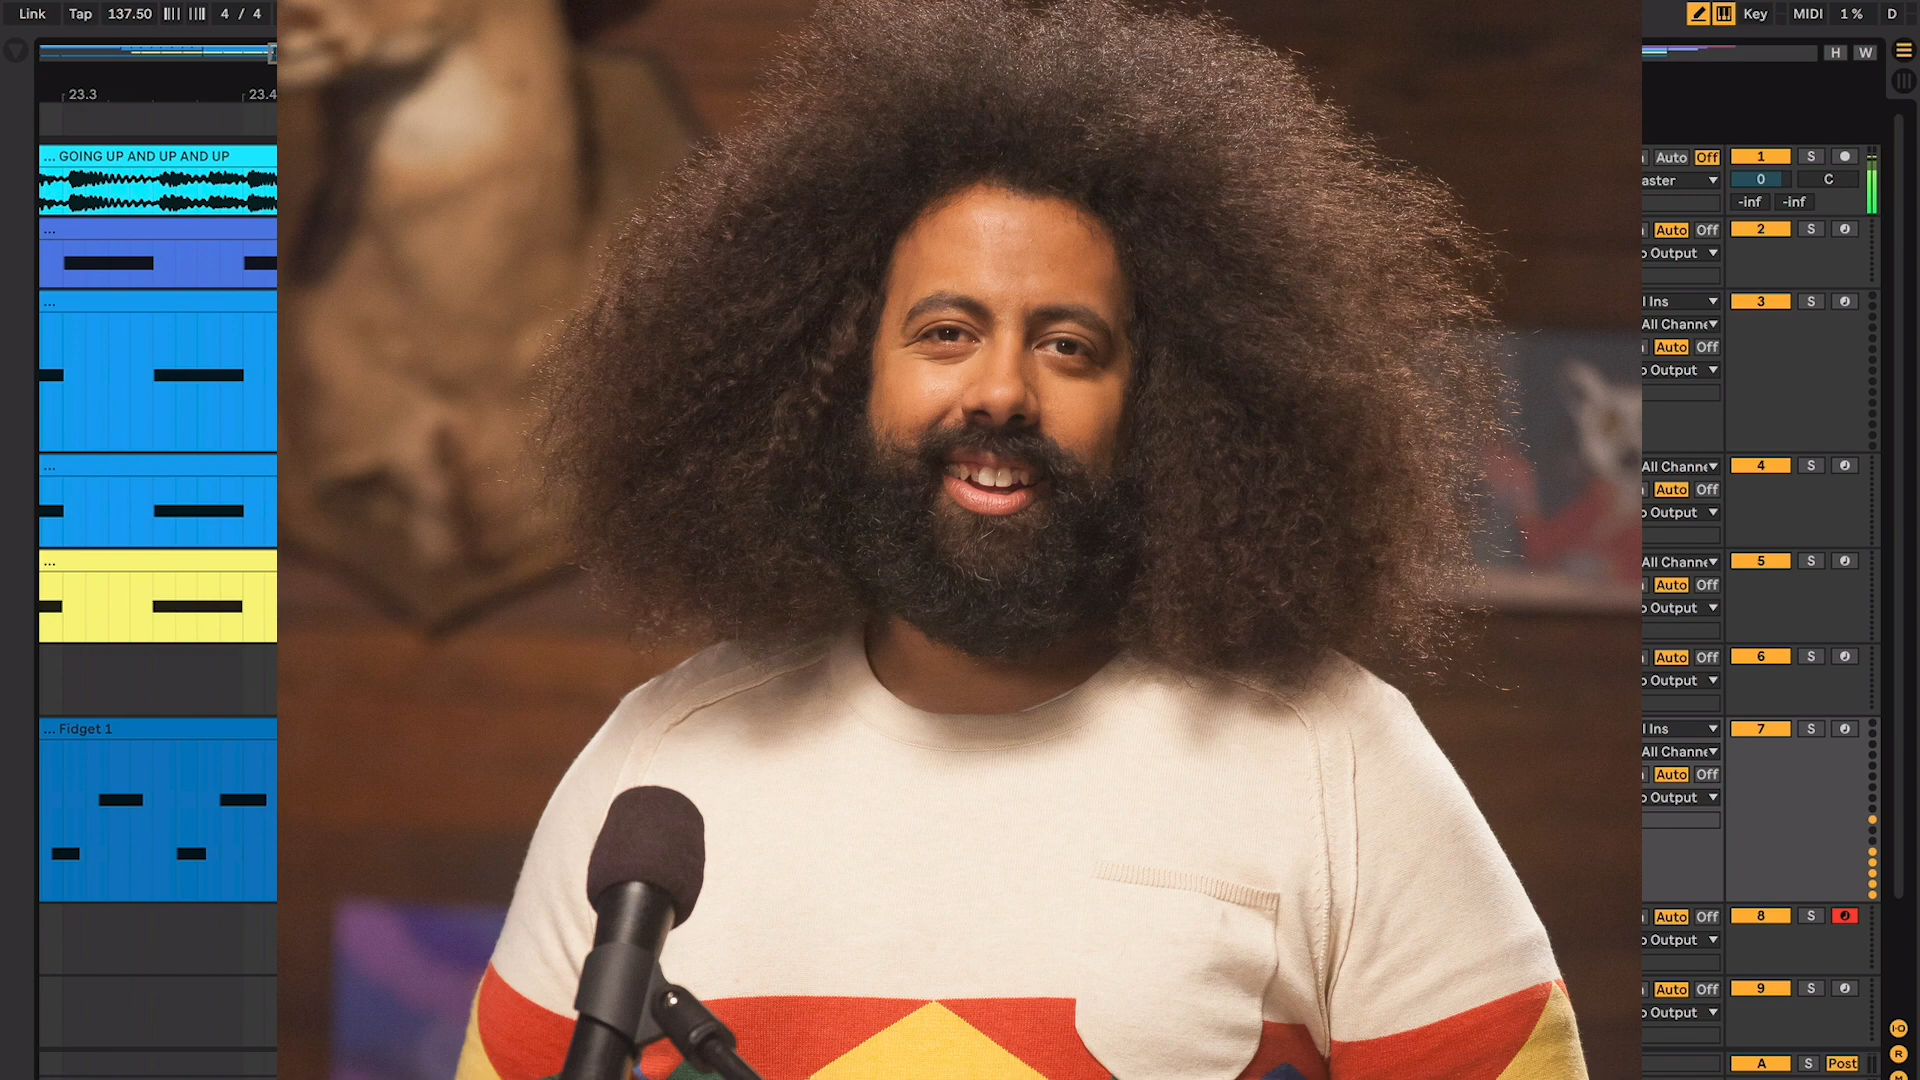 Link Tap 137.50 4 / 4 Key MIDI 1 % D
H W
23.3 23.4
... GOING UP AND UP AND UP Auto Off 1 S
aster 0 C
-inf -inf
... Auto Off 2 S
o Output
... l Ins 3 S
All Channe
Auto Off
o Output
... All Channe 4 S
Auto Off
o Output
... All Channe 5 S
Auto Off
o Output
Auto Off 6 S
o Output
... Fidget 1 l Ins 7 S
All Channe
Auto Off
o Output
Auto Off 8 S
o Output
Auto Off 9 S
o Output
I·O
R
A S Post